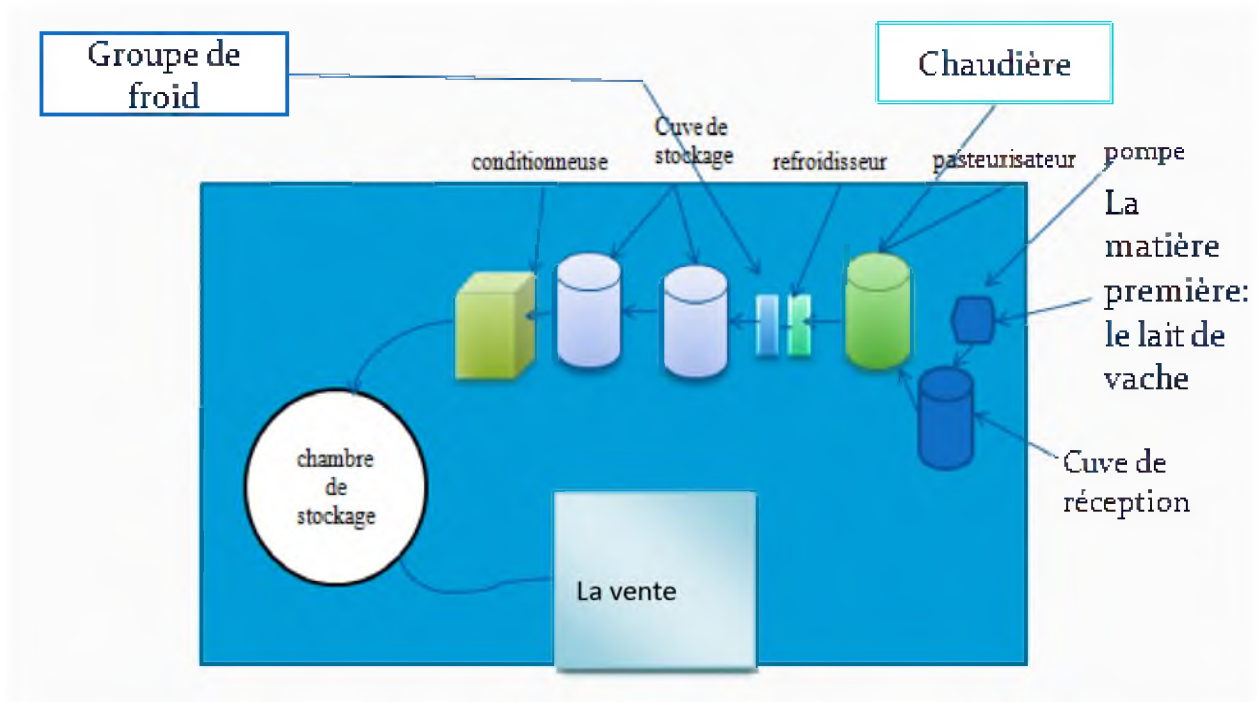 Groupe de
froid
Chaudière
Cuve de
stockage
conditionneuse
refroidisseur
pasteurisateur
pompe
La
matière
première:
le lait de
vache
chambre
de
stockage
Cuve de
réception
La vente